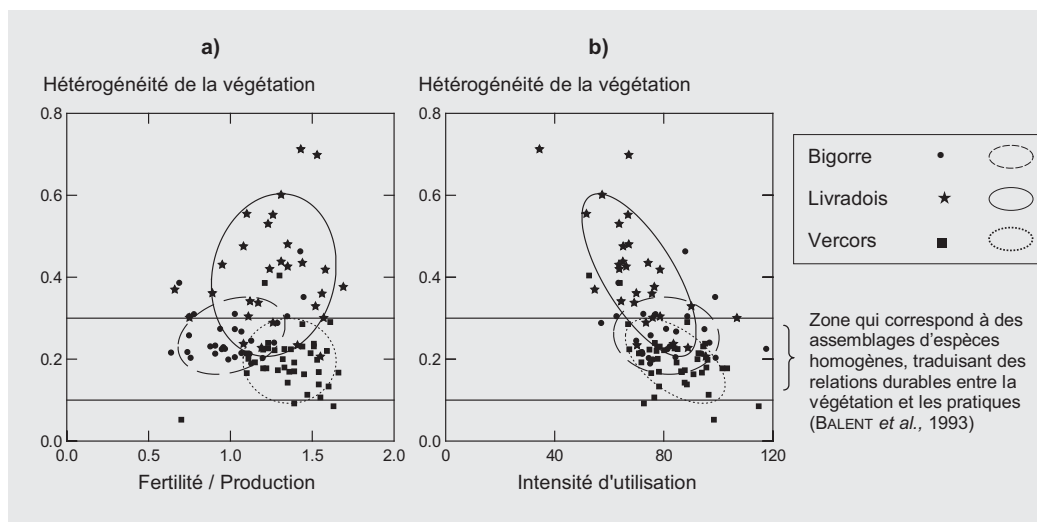 a)
Hétérogénéité de la végétation
0.8
0.6
0.4
0.2
0.0
0.0 0.5 1.0 1.5 2.0
Fertilité / Production
b)
Hétérogénéité de la végétation
0.8
0.6
0.4
0.2
0.0
0 40 80 120
Intensité d'utilisation
Bigorre
Livradois
Vercors
Zone qui correspond à des
assemblages d'espèces
homogènes, traduisant des
relations durables entre la
végétation et les pratiques
(BALENT et al., 1993)